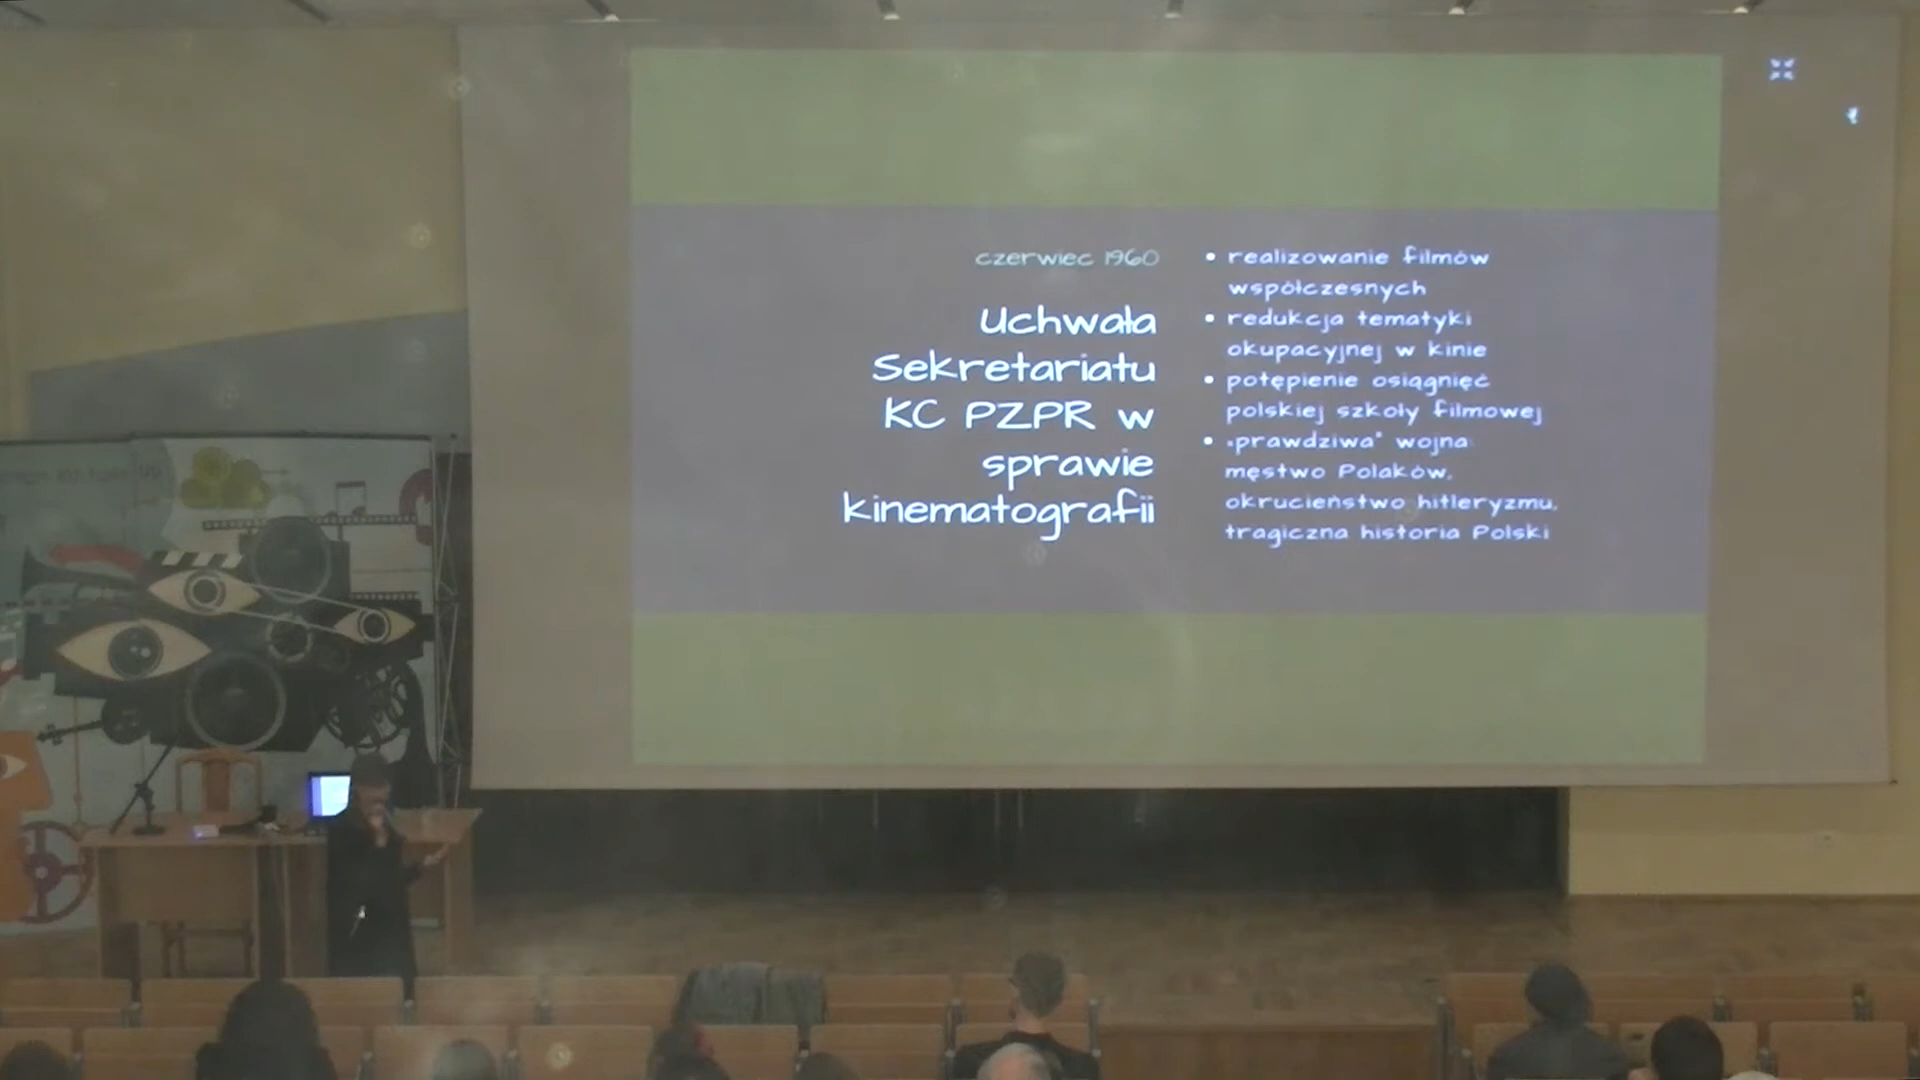 czerwiec 1960
Uchwała
Sekretariatu
KC PZPR w
sprawie
kinematografii
• realizowanie filmów
współczesnych
• redukcja tematyki
okupacyjnej w kinie
• potępienie osiągnięć
polskiej szkoły filmowej
• "prawdziwa" wojna
męstwo Polaków,
okrucieństwo hitleryzmu,
tragiczna historia Polski